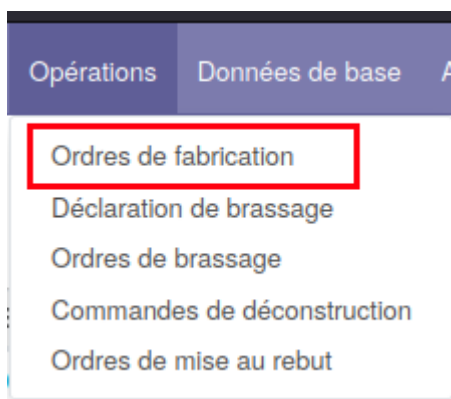 Opérations Données de base
Ordres de fabrication
Déclaration de brassage
Ordres de brassage
Commandes de déconstruction
Ordres de mise au rebut